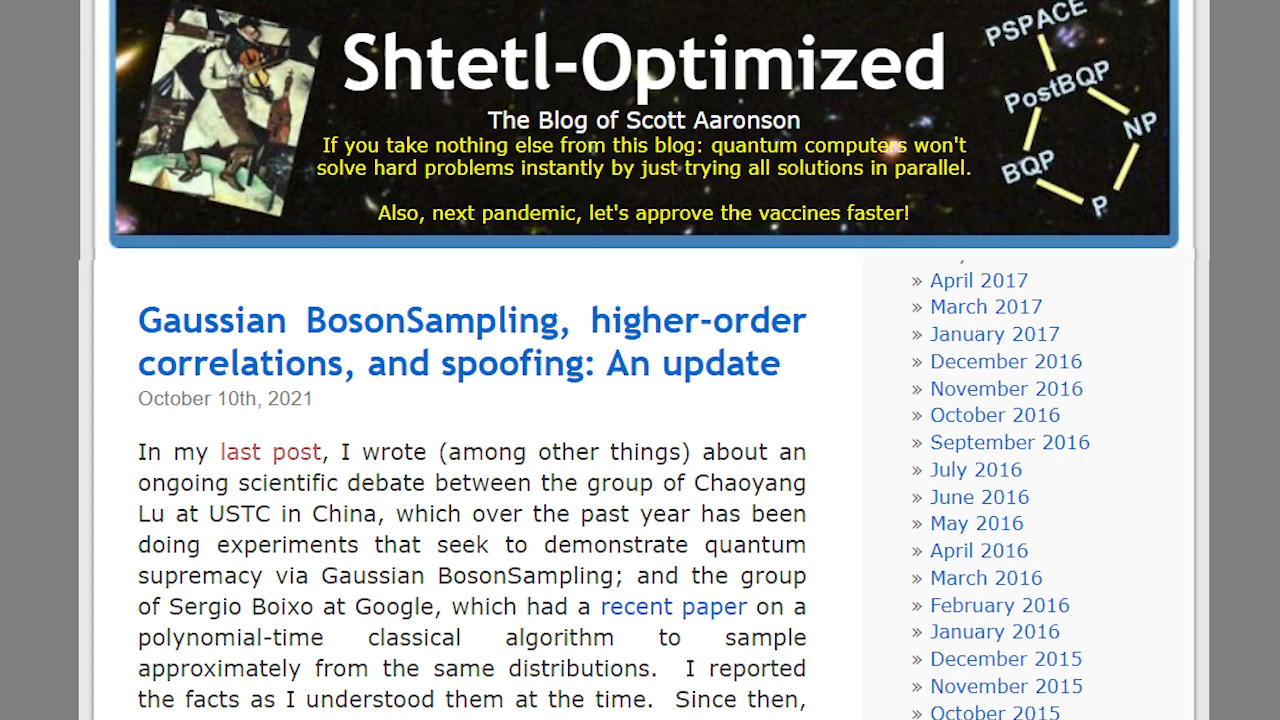 Shtetl-Optimized
The Blog of Scott Aaronson
If you take nothing else from this blog: quantum computers won't
solve hard problems instantly by just trying all solutions in parallel.
Also, next pandemic, let's approve the vaccines faster!
PSPACE
PostBQP
NP
BQP
P
Gaussian BosonSampling, higher-order
correlations, and spoofing: An update
October 10th, 2021
In my last post, I wrote (among other things) about an
ongoing scientific debate between the group of Chaoyang
Lu at USTC in China, which over the past year has been
doing experiments that seek to demonstrate quantum
supremacy via Gaussian BosonSampling; and the group
of Sergio Boixo at Google, which had a recent paper on a
polynomial-time classical algorithm to sample
approximately from the same distributions. I reported
the facts as I understood them at the time. Since then,
» April 2017
» March 2017
» January 2017
» December 2016
» November 2016
» October 2016
» September 2016
» July 2016
» June 2016
» May 2016
» April 2016
» March 2016
» February 2016
» January 2016
» December 2015
» November 2015
» October 2015